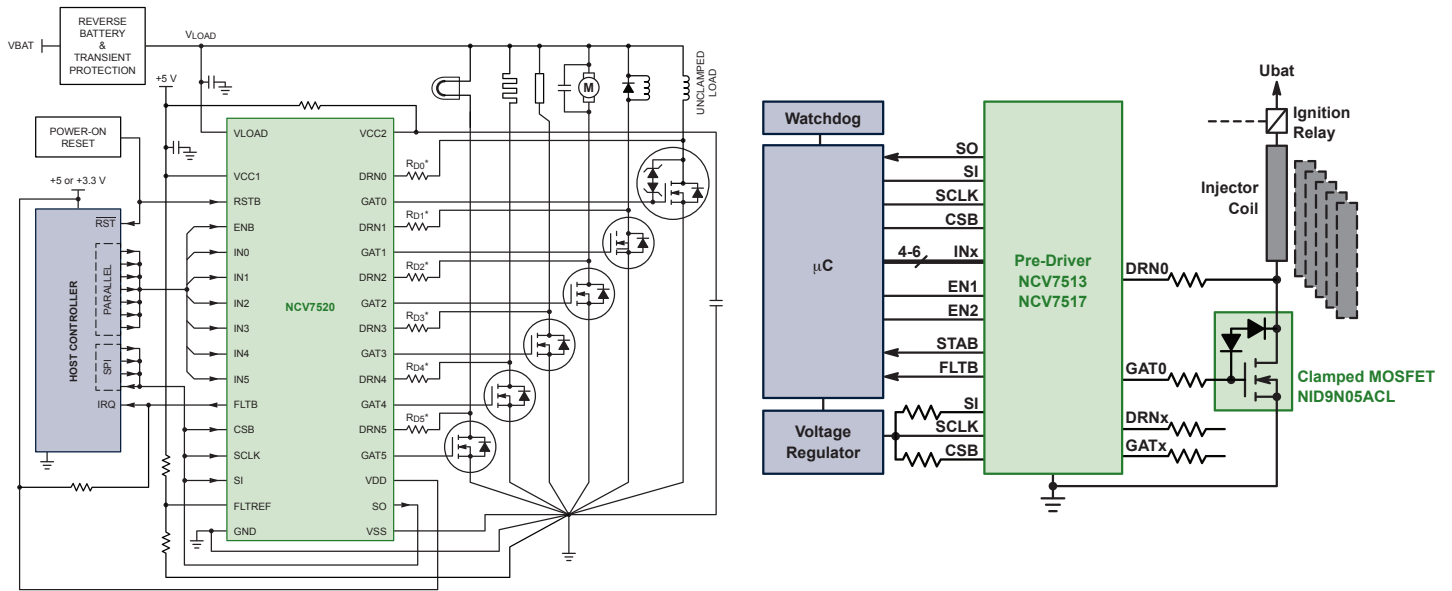 REVERSE
BATTERY
&
TRANSIENT
PROTECTION
VBAT
VLOAD
+5 V
POWER-ON
RESET
+5 or +3.3 V
HOST CONTROLLER
RST
PARALLEL
SPI
IRQ
NCV7520
VLOAD
VCC1
RSTB
ENB
IN0
IN1
IN2
IN3
IN4
IN5
FLTB
CSB
SCLK
SI
FLTREF
GND
VCC2
DRN0
GAT0
DRN1
GAT1
DRN2
GAT2
DRN3
GAT3
DRN4
GAT4
DRN5
GAT5
VDD
SO
VSS
RD0*
RD1*
RD2*
RD3*
RD4*
RD5*
M
UNCLAMPED
LOAD
Watchdog
µC
Voltage
Regulator
SO
SI
SCLK
CSB
4-6 INx
EN1
EN2
STAB
FLTB
SI
SCLK
CSB
Pre-Driver
NCV7513
NCV7517
DRN0
GAT0
DRNx
GATx
Ubat
Ignition
Relay
Injector
Coil
Clamped MOSFET
NID9N05ACL